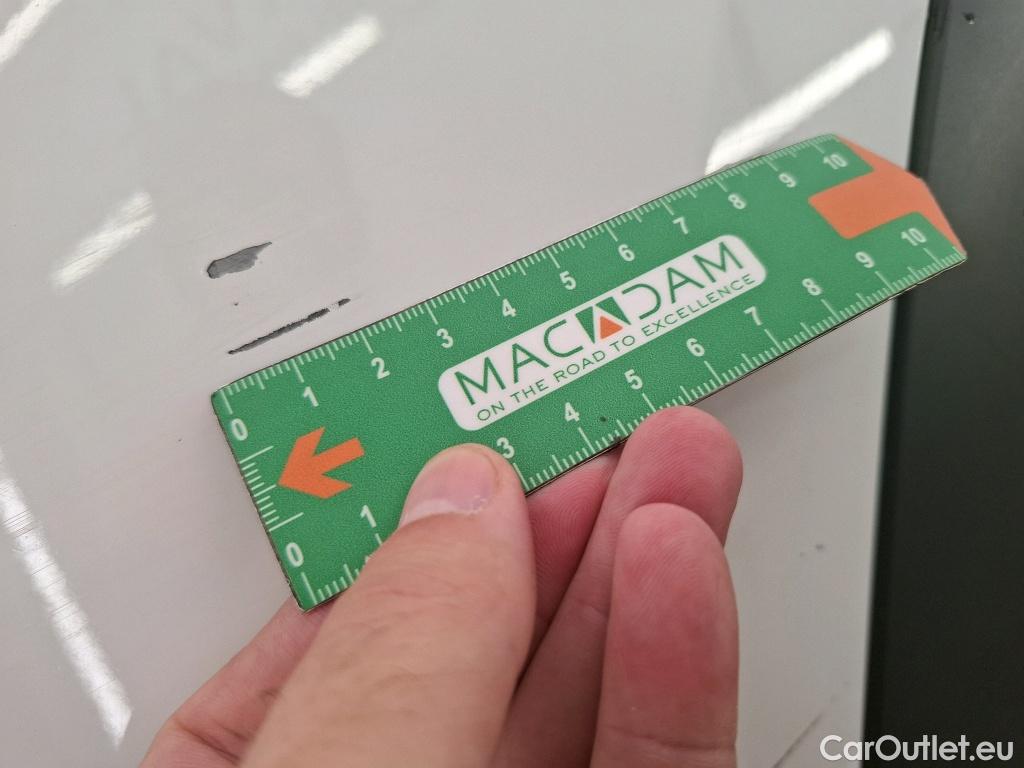 0 1 2 3 4 5 6 7 8 9 10
MACADAM
ON THE ROAD TO EXCELLENCE
0 1 3 4 5 6 7 8 9 10
CarOutlet.eu